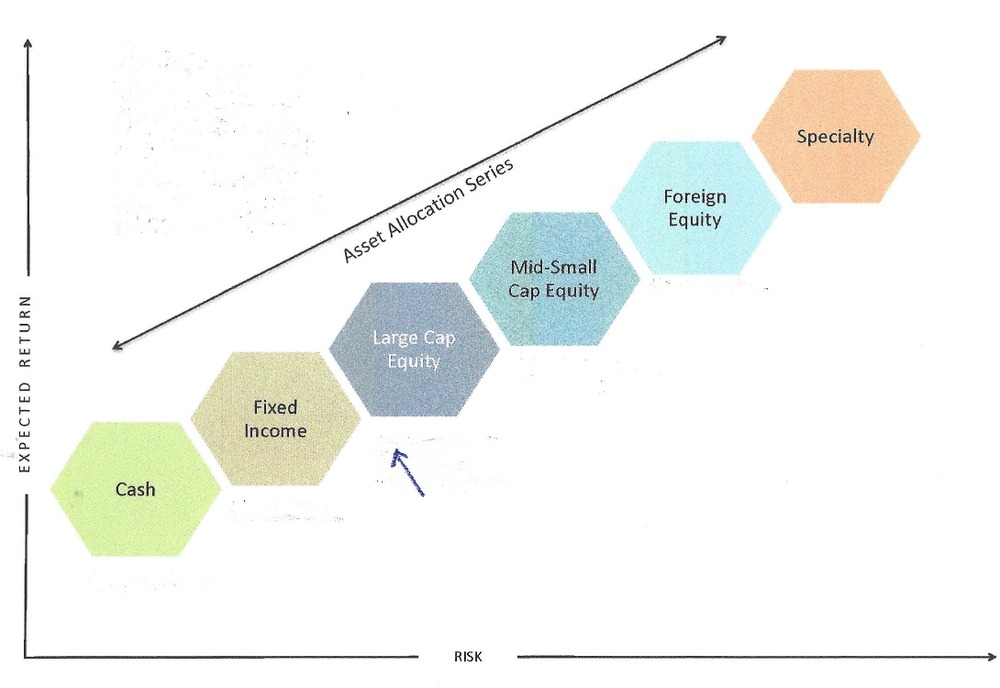 Specialty
Foreign
Equity
Asset Allocation Series
Mid-Small
Cap Equity
Large Cap
Equity
Fixed
Income
Cash
EXPECTED RETURN
RISK